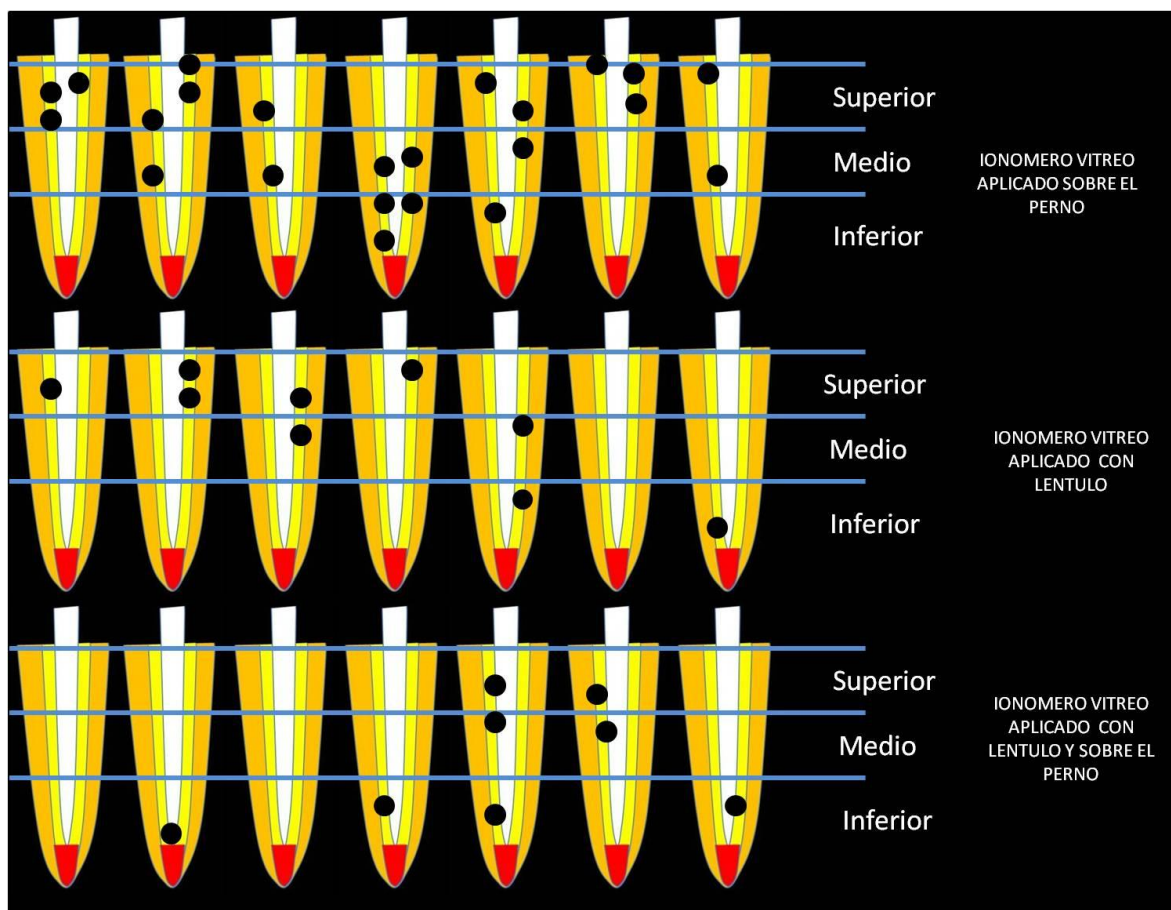 Superior
Medio
Inferior
IONOMERO VITREO
APLICADO SOBRE EL
PERNO
Superior
Medio
Inferior
IONOMERO VITREO
APLICADO CON
LENTULO
Superior
Medio
Inferior
IONOMERO VITREO
APLICADO CON
LENTULO Y SOBRE EL
PERNO